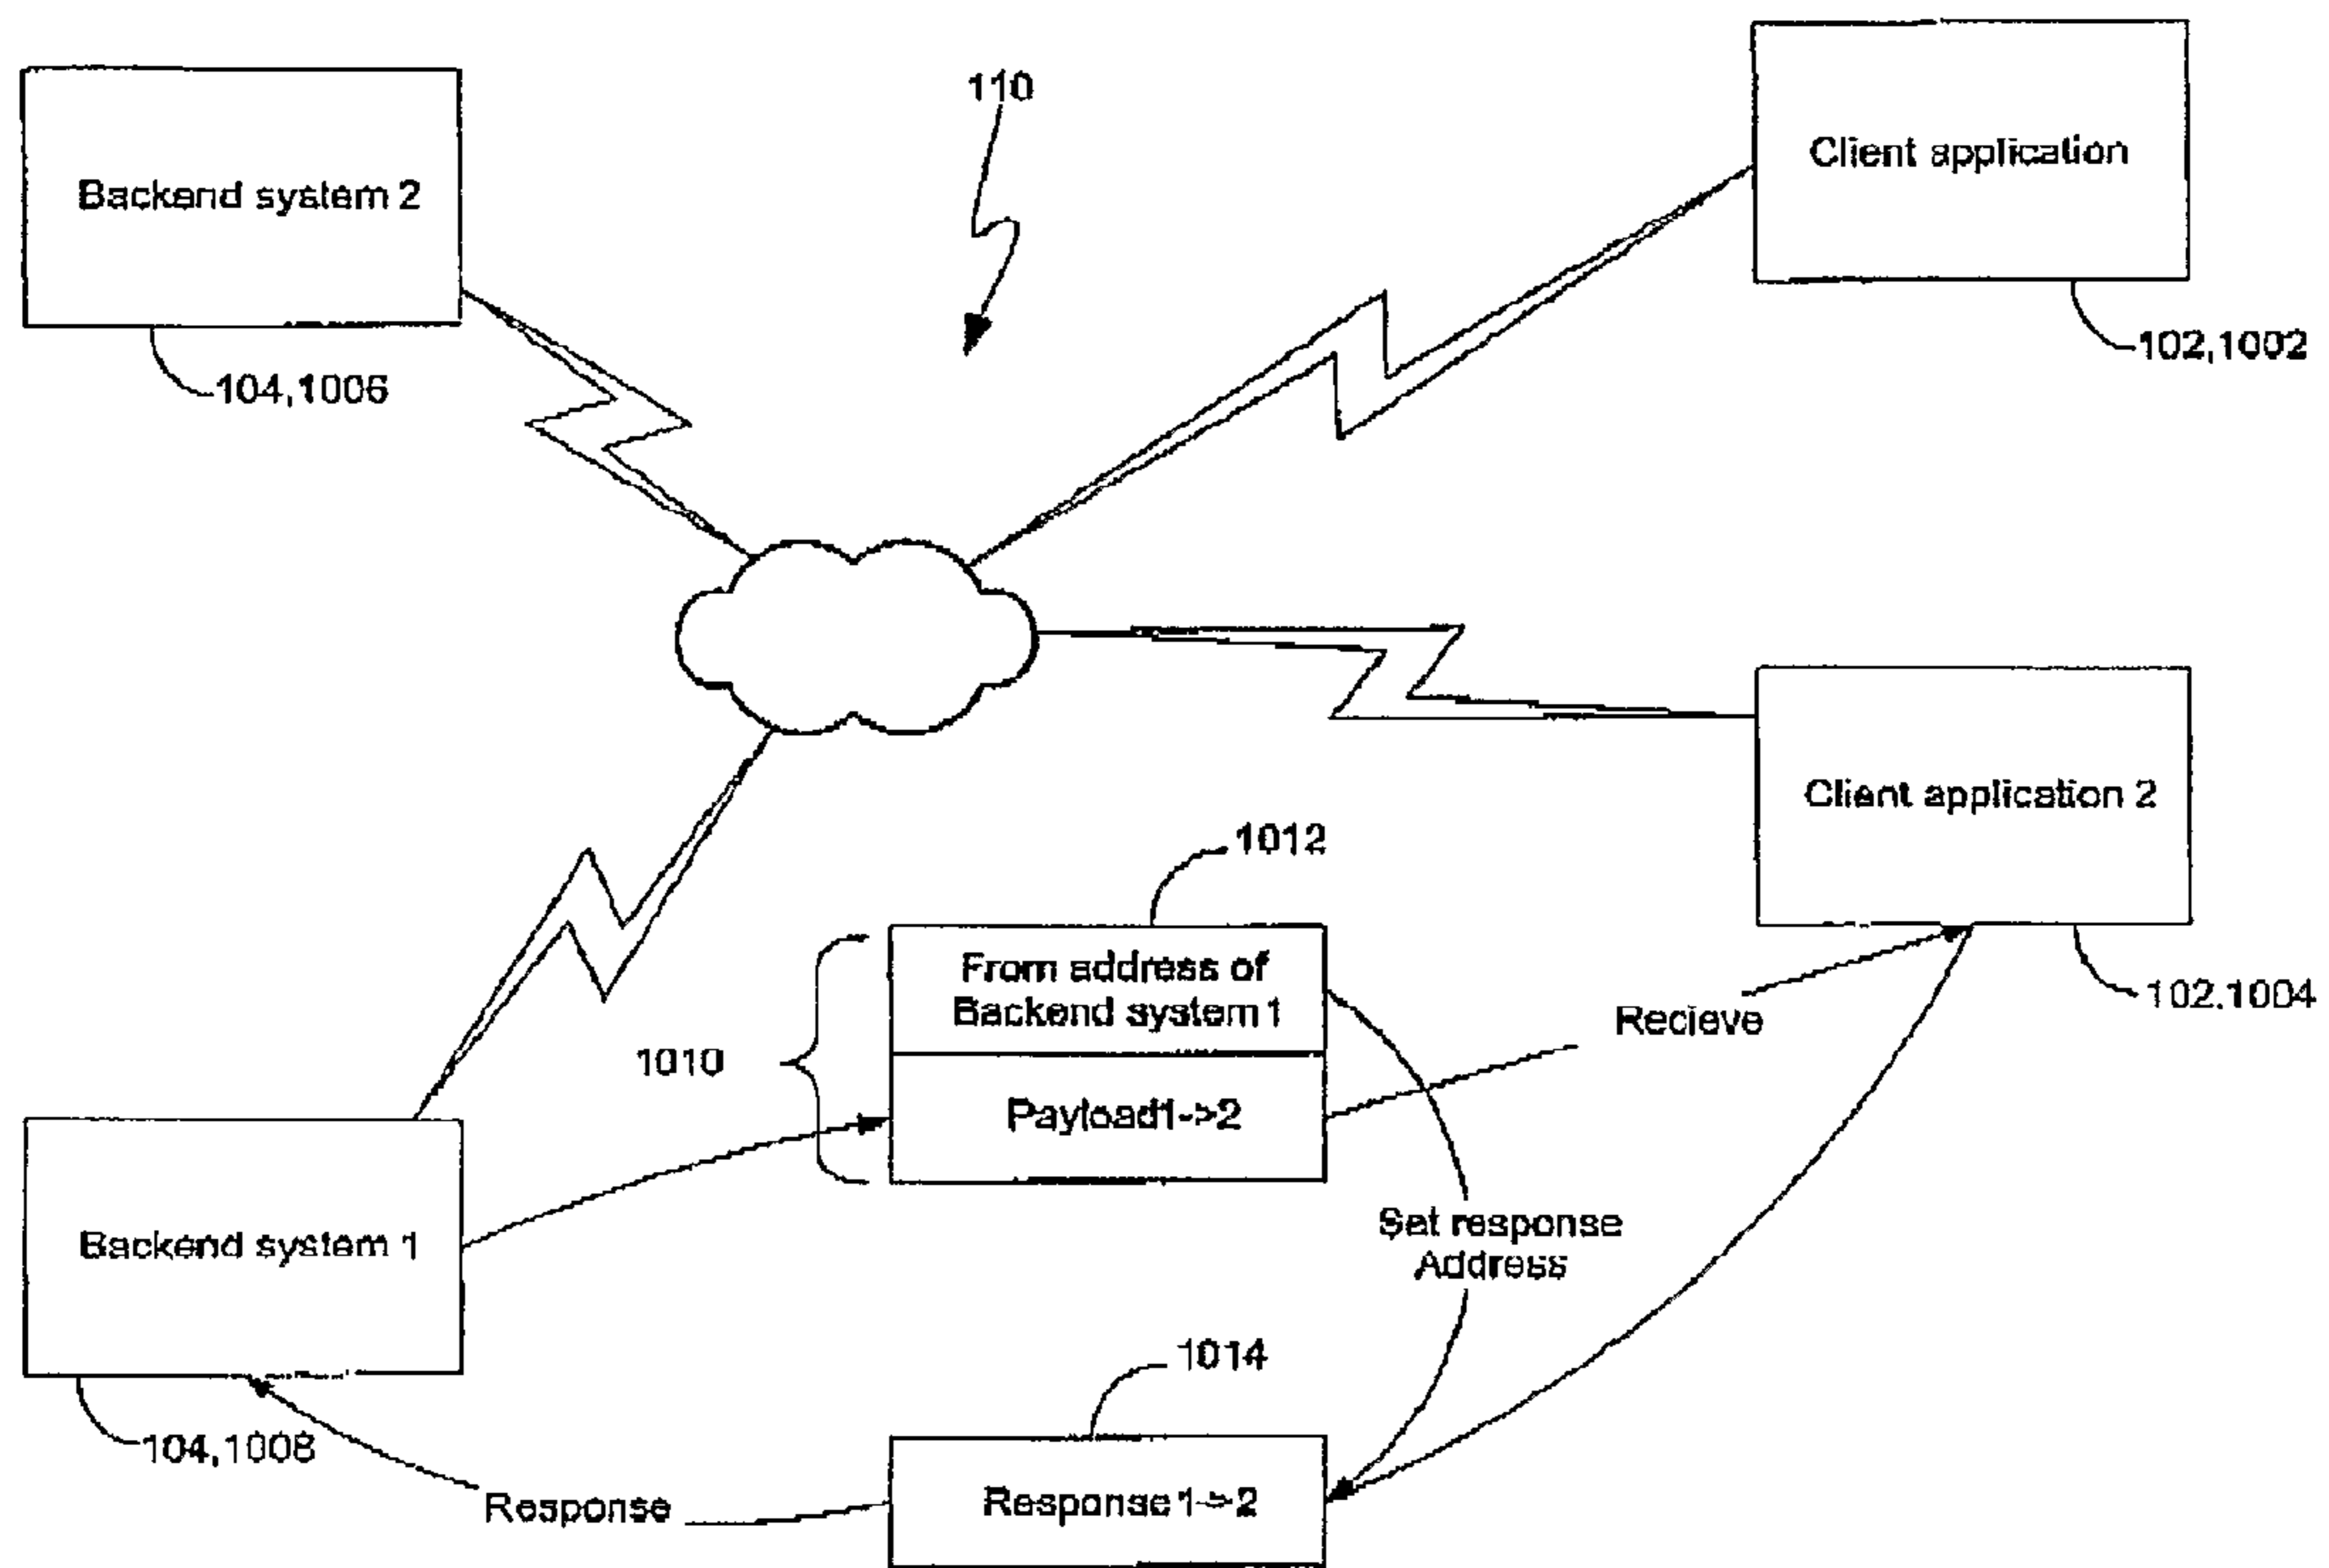 110
Client application
Backend system 2
102,1002
104,1006
Client application 2
1012
From address of
Backend system 1
102,1004
Recieve
1010
Payload1->2
Set response
Address
Backend system 1
1014
104,1008
Response 1->2
Response